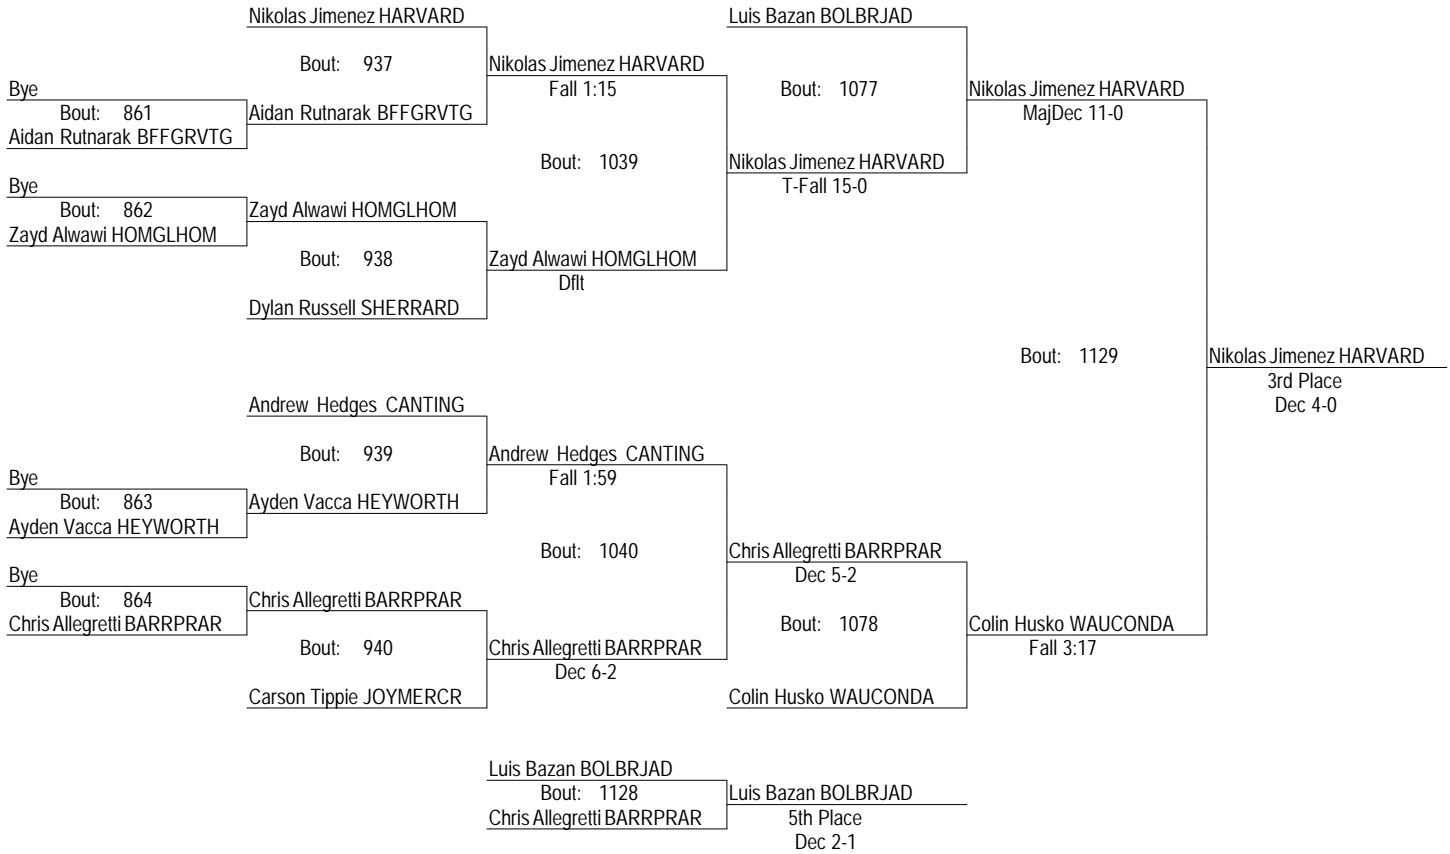 Nikolas Jimenez HARVARD
Luis Bazan BOLBRJAD
Bout: 937
Nikolas Jimenez HARVARD
Fall 1:15
Bye
Bout: 861
Aidan Rutnarak BFFGRVTG
Aidan Rutnarak BFFGRVTG
Bout: 1077
Nikolas Jimenez HARVARD
MajDec 11-0
Bout: 1039
Nikolas Jimenez HARVARD
T-Fall 15-0
Bye
Bout: 862
Zayd Alwawi HOMGLHOM
Zayd Alwawi HOMGLHOM
Bout: 938
Zayd Alwawi HOMGLHOM
Dflt
Dylan Russell SHERRARD
Bout: 1129
Nikolas Jimenez HARVARD
3rd Place
Dec 4-0
Andrew Hedges CANTING
Bout: 939
Andrew Hedges CANTING
Fall 1:59
Bye
Bout: 863
Ayden Vacca HEYWORTH
Ayden Vacca HEYWORTH
Bout: 1040
Chris Allegretti BARRPRAR
Dec 5-2
Bye
Bout: 864
Chris Allegretti BARRPRAR
Chris Allegretti BARRPRAR
Bout: 940
Chris Allegretti BARRPRAR
Dec 6-2
Bout: 1078
Colin Husko WAUCONDA
Fall 3:17
Carson Tippie JOYMERCR
Colin Husko WAUCONDA
Luis Bazan BOLBRJAD
Bout: 1128
Chris Allegretti BARRPRAR
Luis Bazan BOLBRJAD
5th Place
Dec 2-1